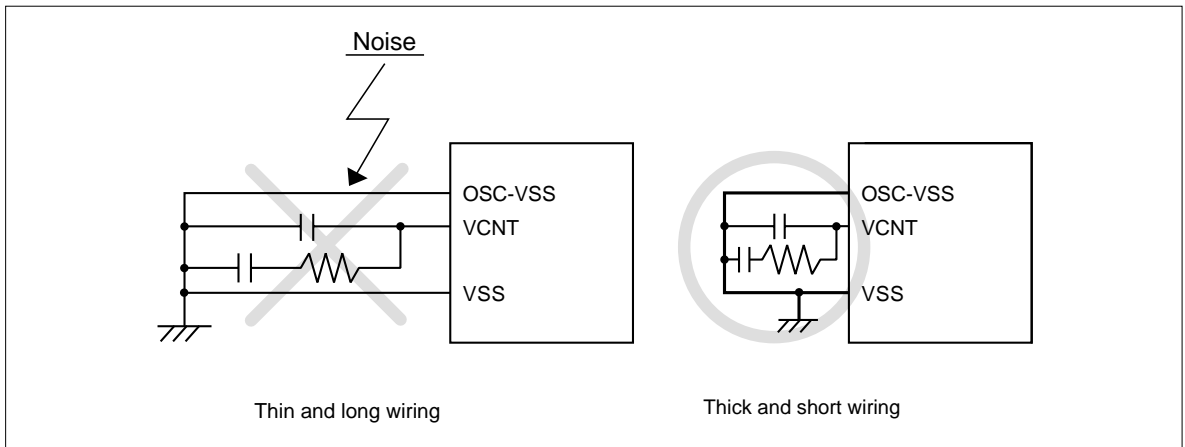 Noise
OSC-VSS
VCNT
VSS
Thin and long wiring
OSC-VSS
VCNT
VSS
Thick and short wiring